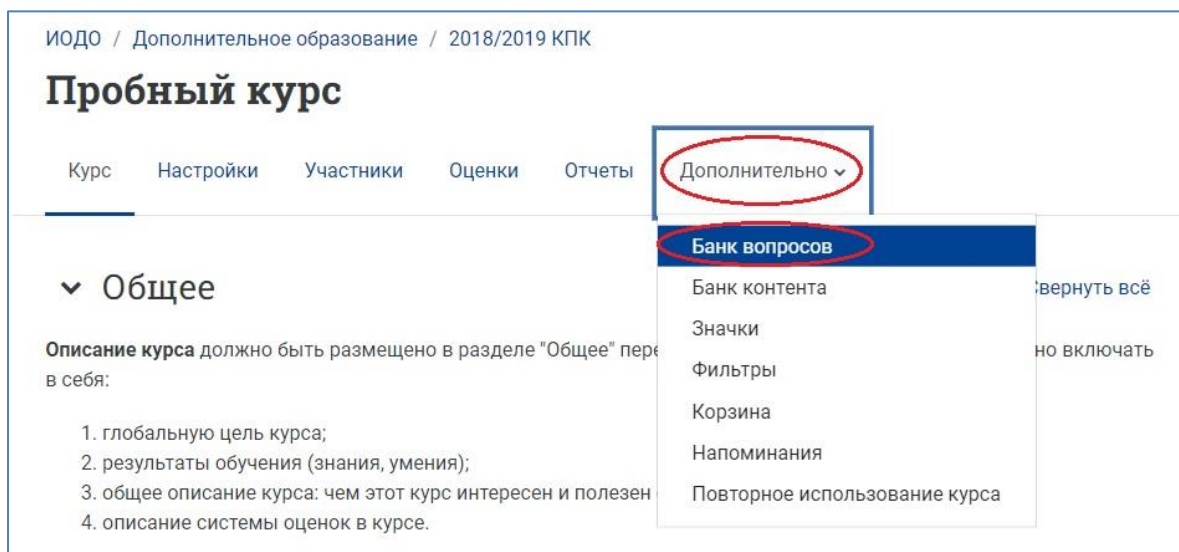 ИОДО / Дополнительное образование / 2018/2019 КПК
Пробный курс
Курс Настройки Участники Оценки Отчеты Дополнительно
Банк вопросов
Банк контента
Значки
Фильтры
Корзина
Напоминания
Повторное использование курса
Общее
свернуть всё
Описание курса должно быть размещено в разделе "Общее" но включать
в себя:
1. глобальную цель курса;
2. результаты обучения (знания, умения);
3. общее описание курса: чем этот курс интересен и полезен
4. описание системы оценок в курсе.